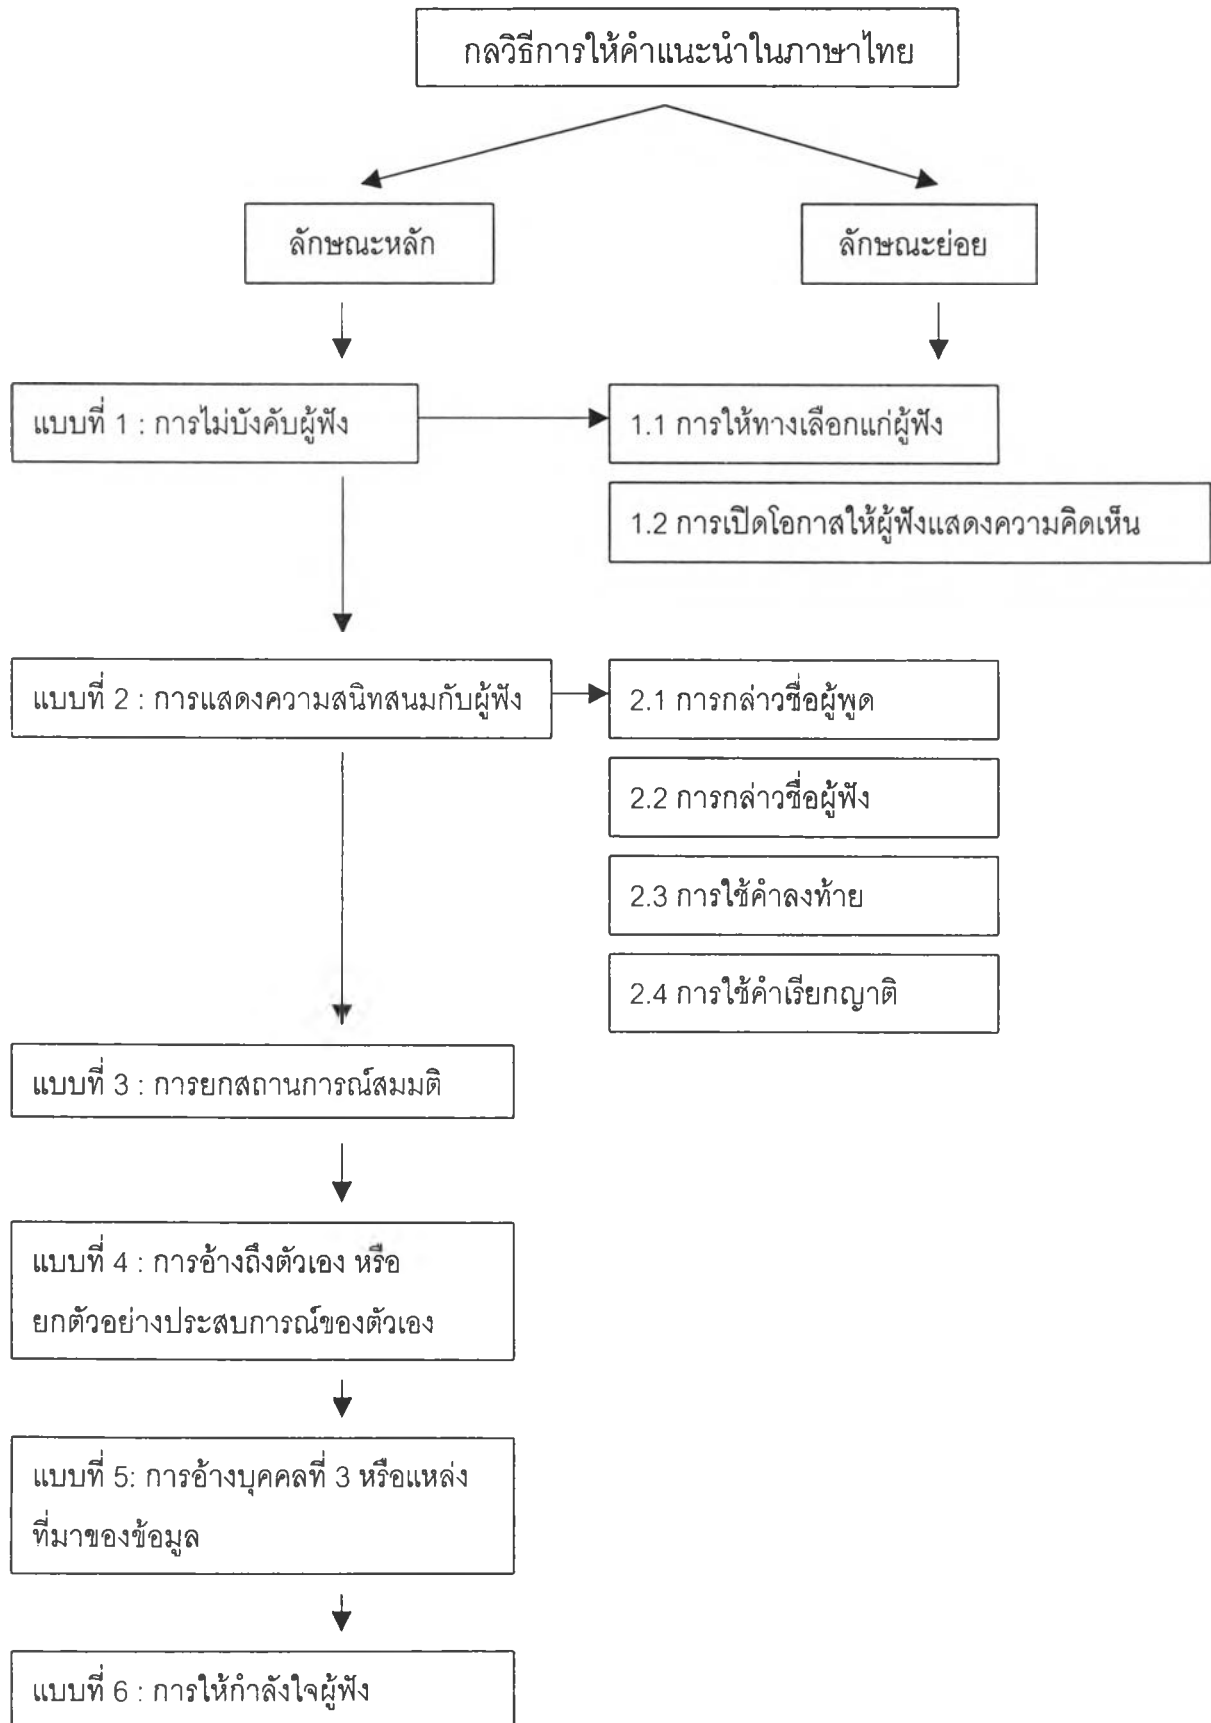 กลวิธีการให้คำแนะนำในภาษาไทย
ลักษณะหลัก
ลักษณะย่อย
แบบที่ 1 : การไม่บังคับผู้ฟัง
1.1 การให้ทางเลือกแก่ผู้ฟัง
1.2 การเปิดโอกาสให้ผู้ฟังแสดงความคิดเห็น
แบบที่ 2 : การแสดงความสนิทสนมกับผู้ฟัง
2.1 การกล่าวชื่อผู้พูด
2.2 การกล่าวชื่อผู้ฟัง
2.3 การใช้คำลงท้าย
2.4 การใช้คำเรียกญาติ
แบบที่ 3 : การยกสถานการณ์สมมติ
แบบที่ 4 : การอ้างถึงตัวเอง หรือ
ยกตัวอย่างประสบการณ์ของตัวเอง
แบบที่ 5: การอ้างบุคคลที่ 3 หรือแหล่ง
ที่มาของข้อมูล
แบบที่ 6 : การให้กำลังใจผู้ฟัง